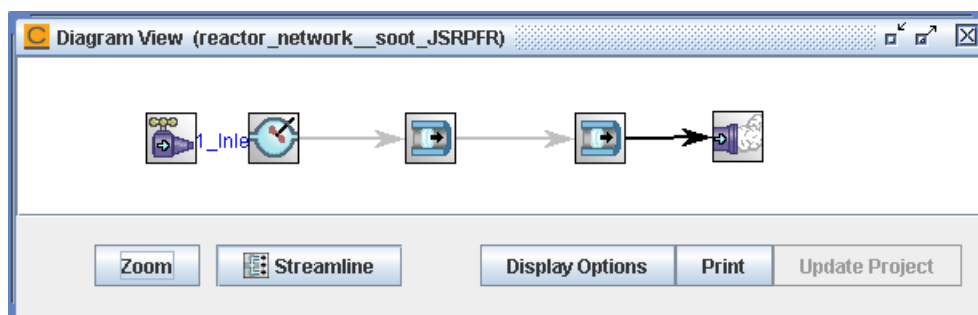 Diagram View (reactor_network__soot_JSRPFR)
1_Inle
Zoom
Streamline
Display Options
Print
Update Project